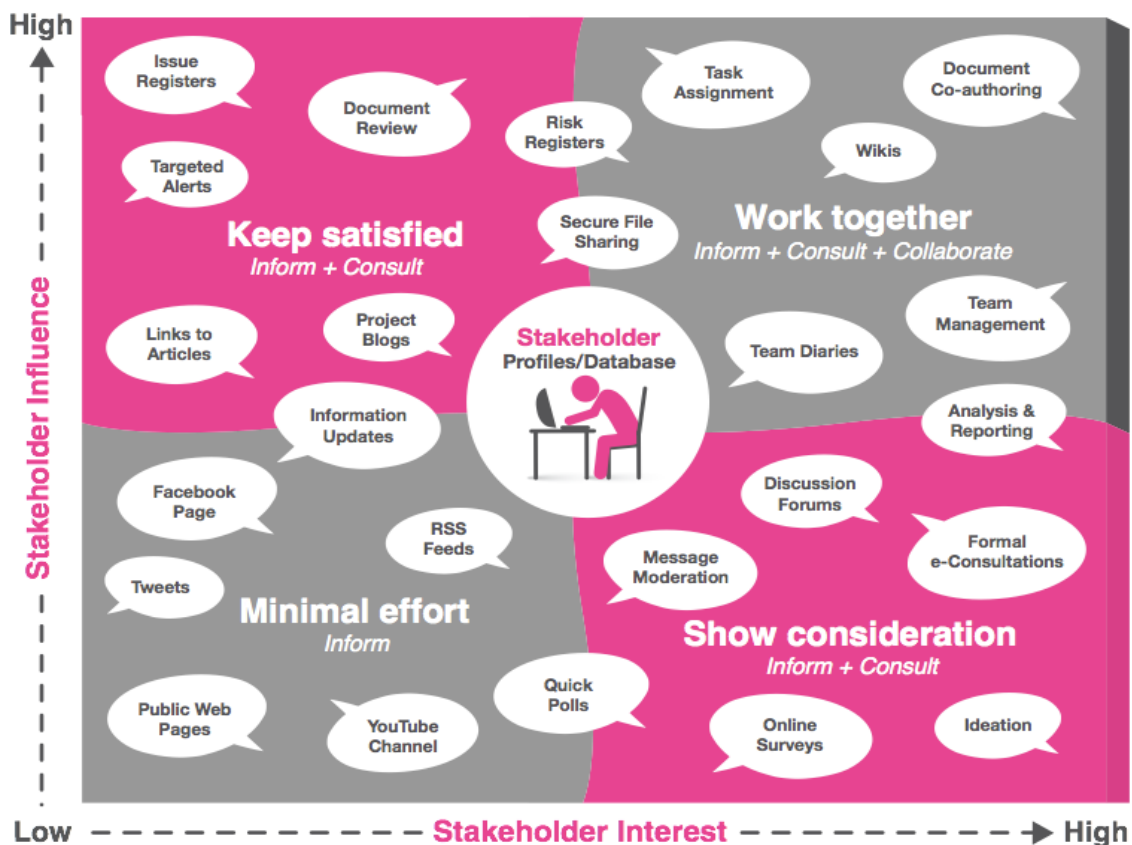 High
Issue
Registers
Document
Review
Risk
Registers
Task
Assignment
Document
Co-authoring
Wikis
Targeted
Alerts
Keep satisfied
Inform + Consult
Secure File
Sharing
Work together
Inform + Consult + Collaborate
Links to
Articles
Project
Blogs
Stakeholder
Profiles/Database
Team Diaries
Team
Management
Information
Updates
Analysis &
Reporting
Stakeholder Influence
Facebook
Page
RSS
Feeds
Discussion
Forums
Message
Moderation
Formal
e-Consultations
Tweets
Minimal effort
Inform
Show consideration
Inform + Consult
Public Web
Pages
YouTube
Channel
Quick
Polls
Online
Surveys
Ideation
Low
Stakeholder Interest
High